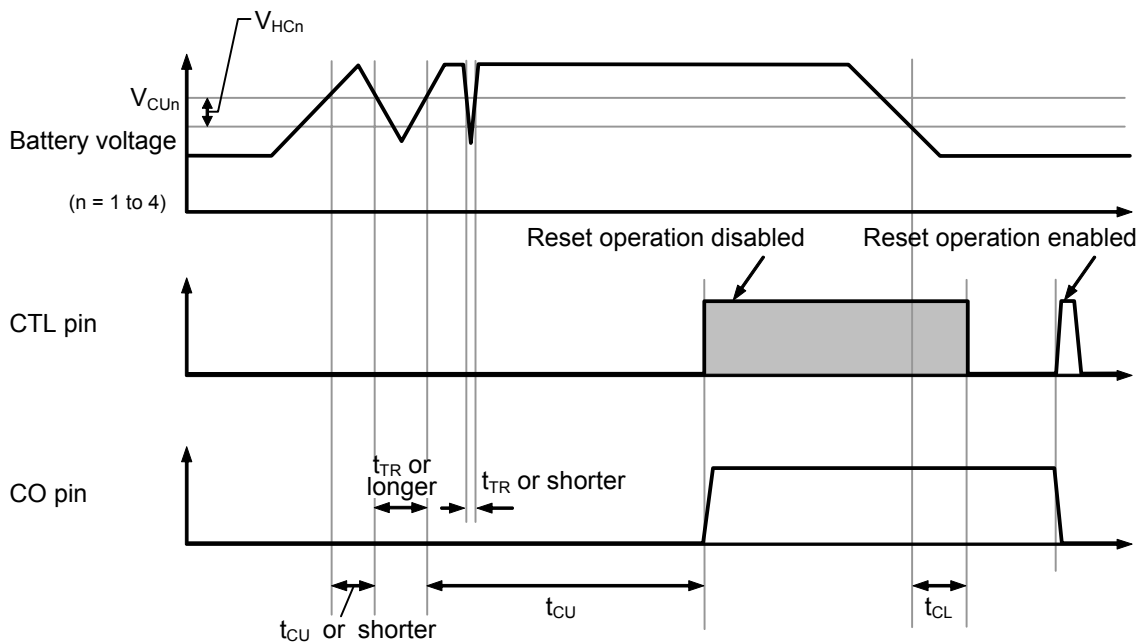 VHCn
VCUn
Battery voltage
(n = 1 to 4)
Reset operation disabled
Reset operation enabled
CTL pin
CO pin
tTR or
longer
tTR or shorter
tCU or shorter
tCU
tCL